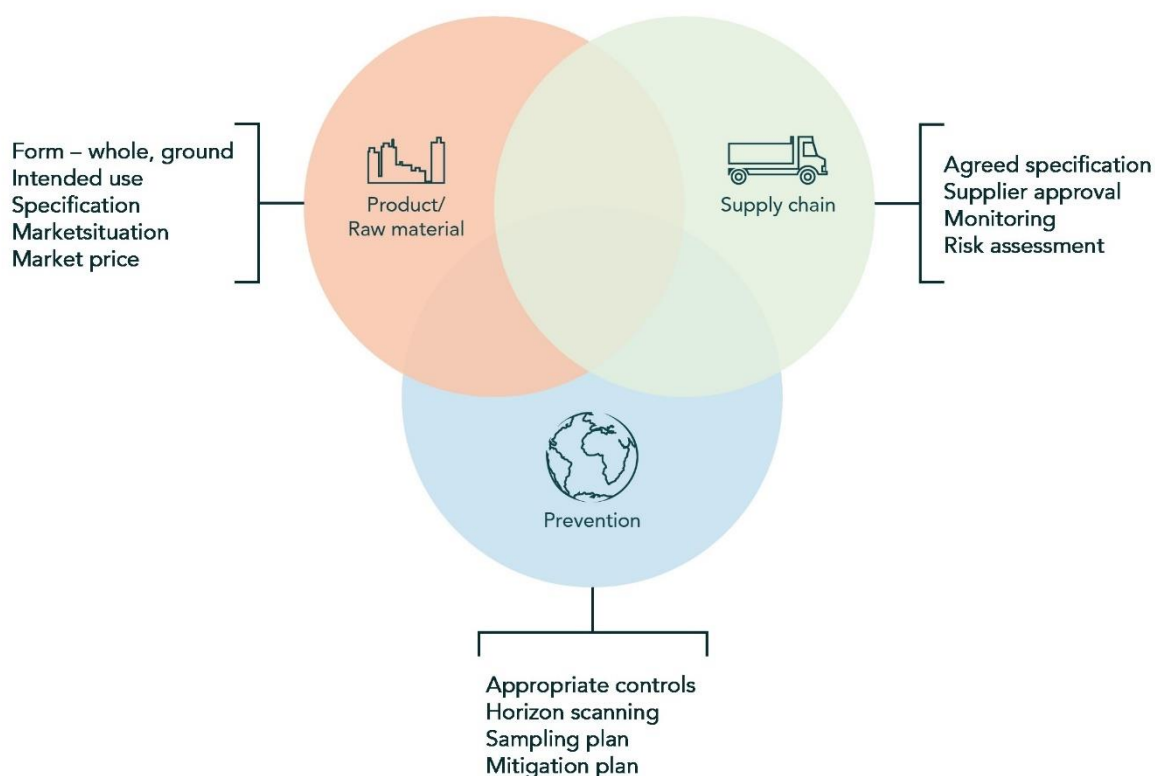 Form – whole, ground
Intended use
Specification
Marketsituation
Market price
Product/
Raw material
Supply chain
Agreed specification
Supplier approval
Monitoring
Risk assessment
Prevention
Appropriate controls
Horizon scanning
Sampling plan
Mitigation plan